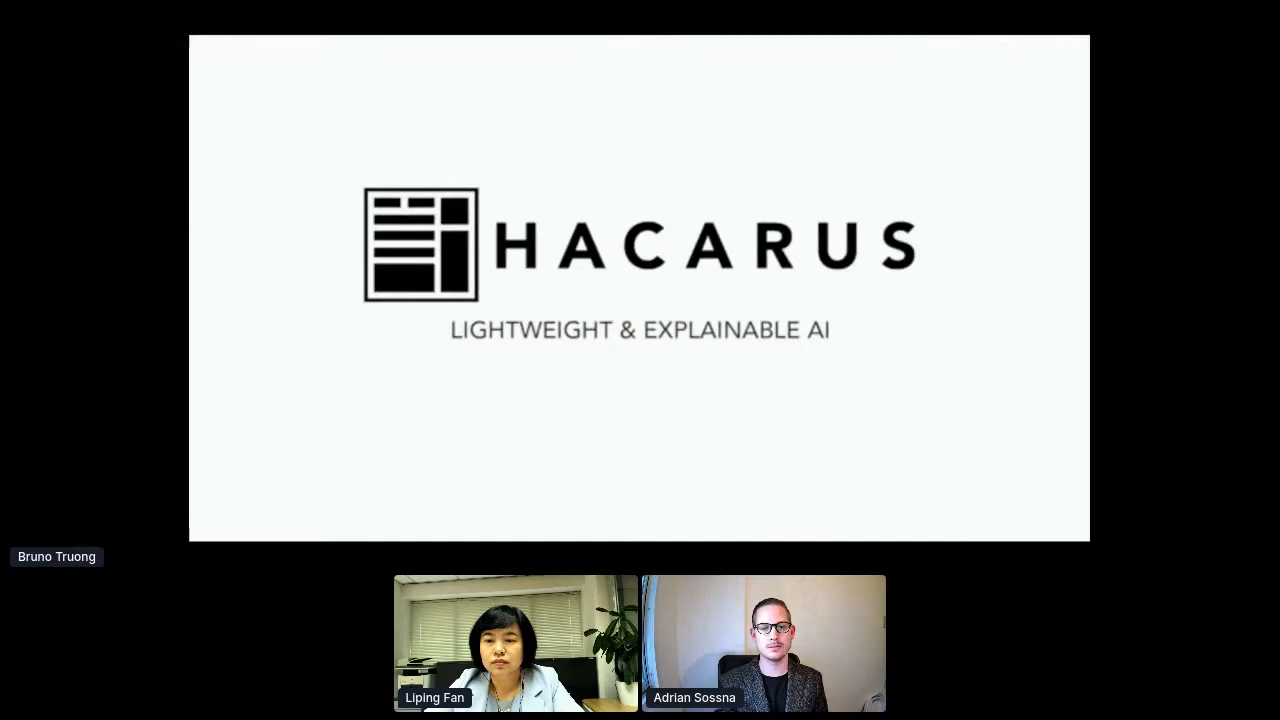 HACARUS
LIGHTWEIGHT & EXPLAINABLE AI
Bruno Truong
Liping Fan
Adrian Sossna